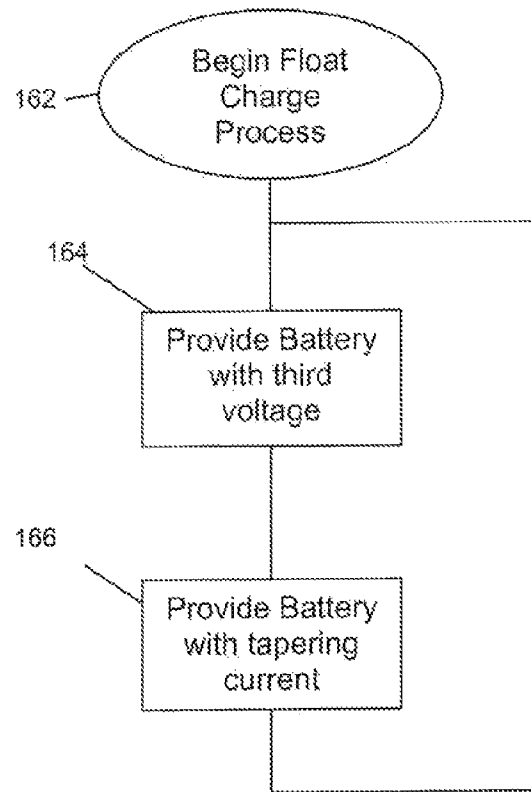 Begin Float
Charge
Process
162
164
Provide Battery
with third
voltage
166
Provide Battery
with tapering
current